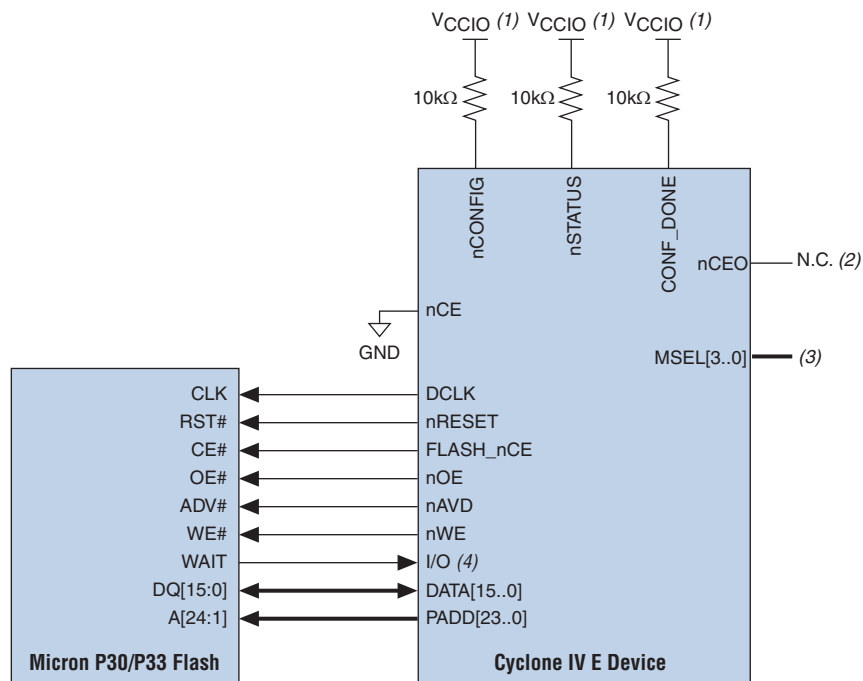 VCCIO (1) VCCIO (1) VCCIO (1)
10kΩ 10kΩ 10kΩ
nCONFIG
nSTATUS
CONF_DONE
nCEO N.C. (2)
nCE
GND
MSEL[3..0] (3)
CLK DCLK
RST# nRESET
CE# FLASH_nCE
OE# nOE
ADV# nAVD
WE# nWE
WAIT I/O (4)
DQ[15:0] DATA[15..0]
A[24:1] PADD[23..0]
Micron P30/P33 Flash Cyclone IV E Device